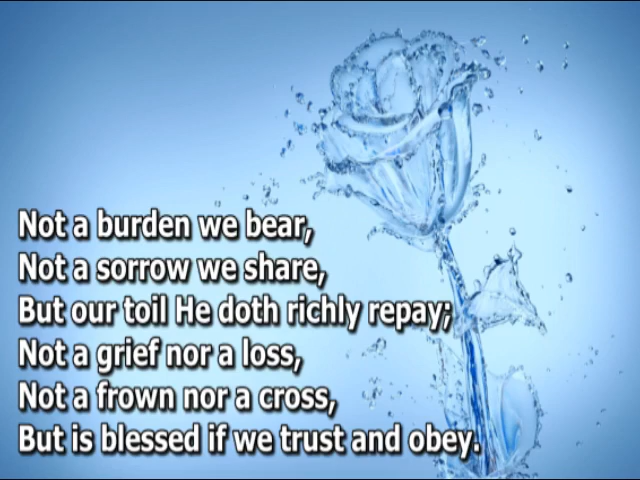 Not a burden we bear,
Not a sorrow we share,
But our toil He doth richly repay;
Not a grief nor a loss,
Not a frown nor a cross,
But is blessed if we trust and obey.